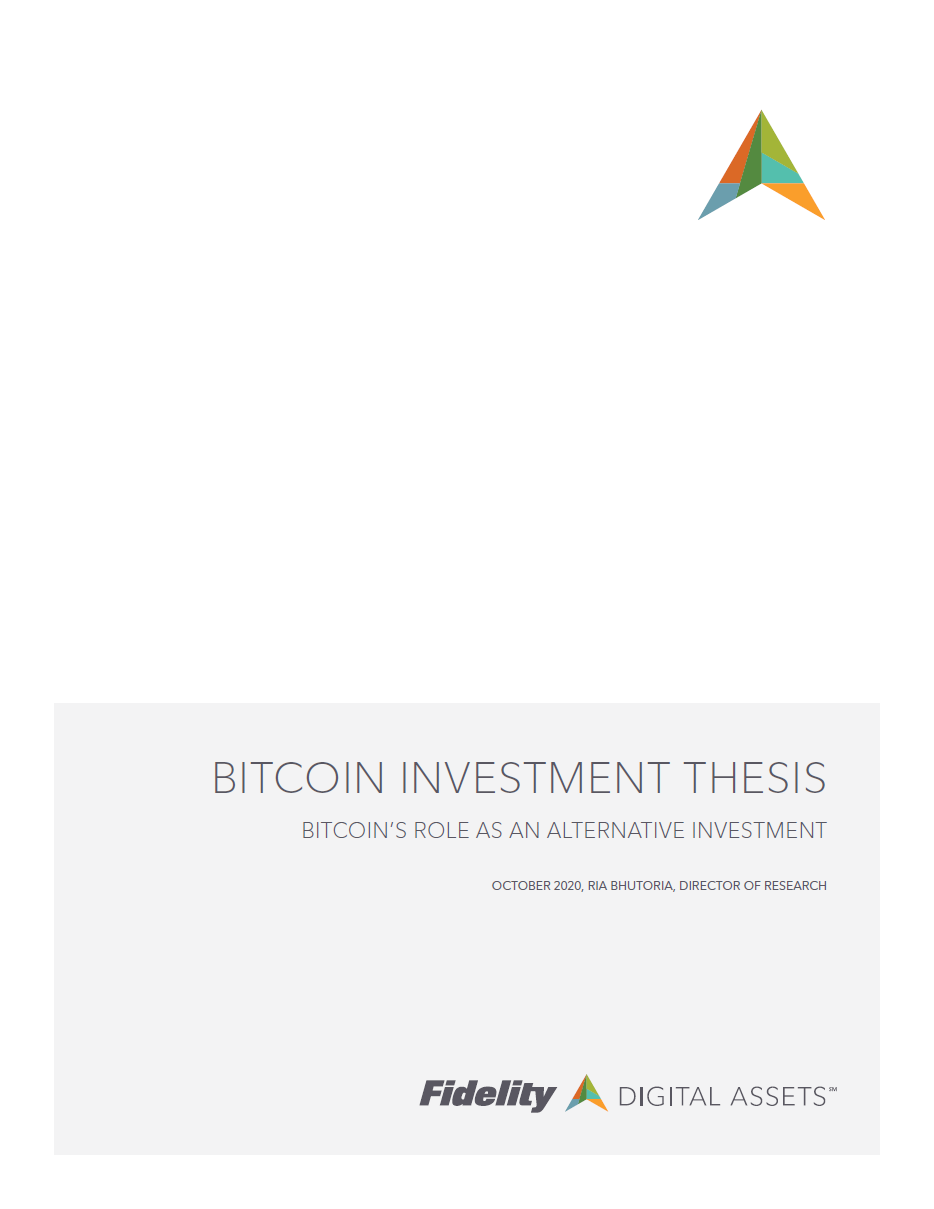 BITCOIN INVESTMENT THESIS
BITCOIN’S ROLE AS AN ALTERNATIVE INVESTMENT
OCTOBER 2020, RIA BHUTORIA, DIRECTOR OF RESEARCH
Fidelity DIGITAL ASSETS℠